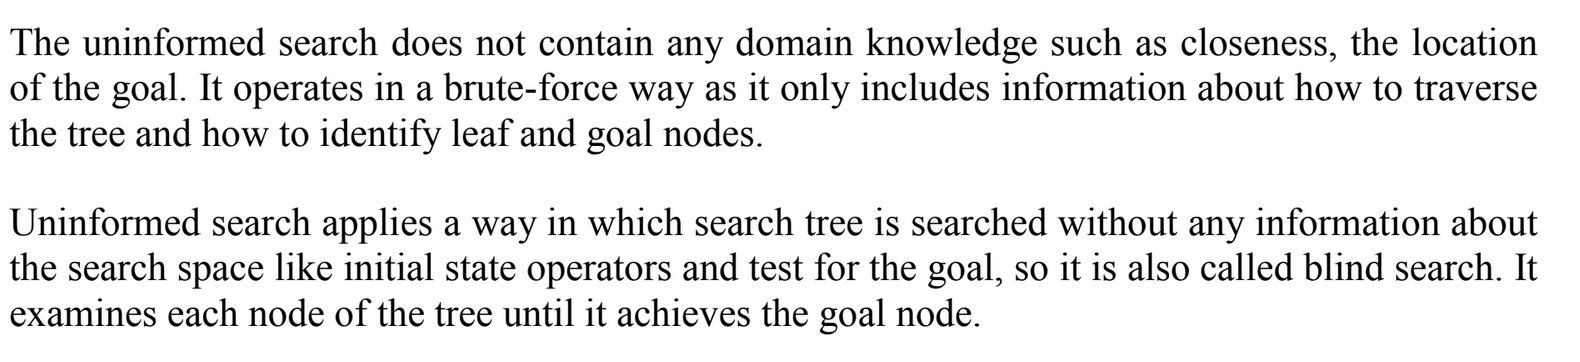 The uninformed search does not contain any domain knowledge such as closeness, the location
of the goal. It operates in a brute-force way as it only includes information about how to traverse
the tree and how to identify leaf and goal nodes.
Uninformed search applies a way in which search tree is searched without any information about
the search space like initial state operators and test for the goal, so it is also called blind search. It
examines each node of the tree until it achieves the goal node.